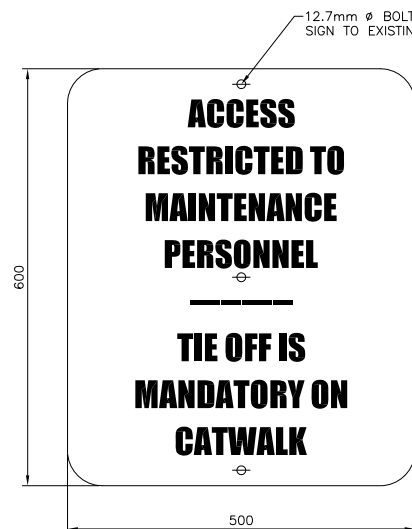 12.7mm ø BOLT
SIGN TO EXISTIN
ACCESS
RESTRICTED TO
MAINTENANCE
PERSONNEL
TIE OFF IS
MANDATORY ON
CATWALK
600
500